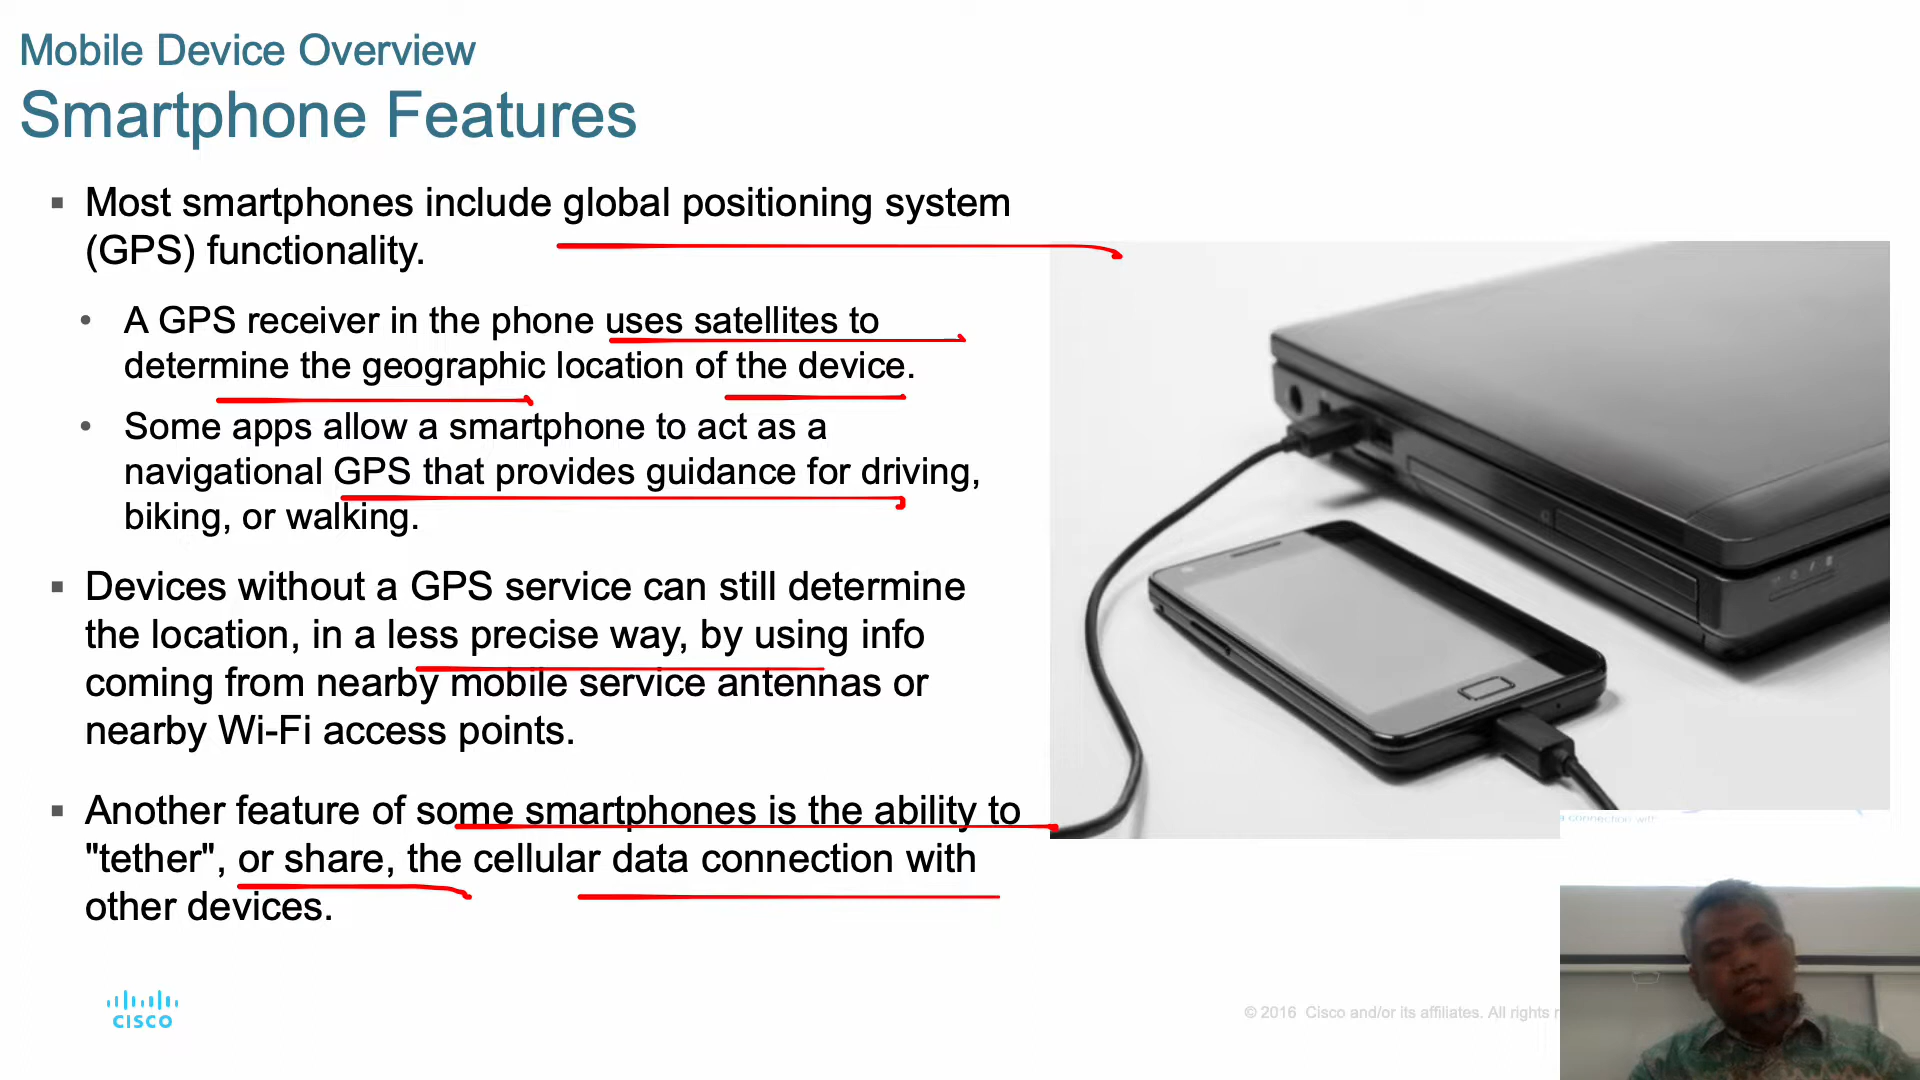 Mobile Device Overview
Smartphone Features
Most smartphones include global positioning system
(GPS) functionality.
A GPS receiver in the phone uses satellites to
determine the geographic location of the device.
Some apps allow a smartphone to act as a
navigational GPS that provides guidance for driving,
biking, or walking.
Devices without a GPS service can still determine
the location, in a less precise way, by using info
coming from nearby mobile service antennas or
nearby Wi-Fi access points.
Another feature of some smartphones is the ability to
"tether", or share, the cellular data connection with
other devices.
CISCO
© 2016 Cisco and/or its affiliates. All rights